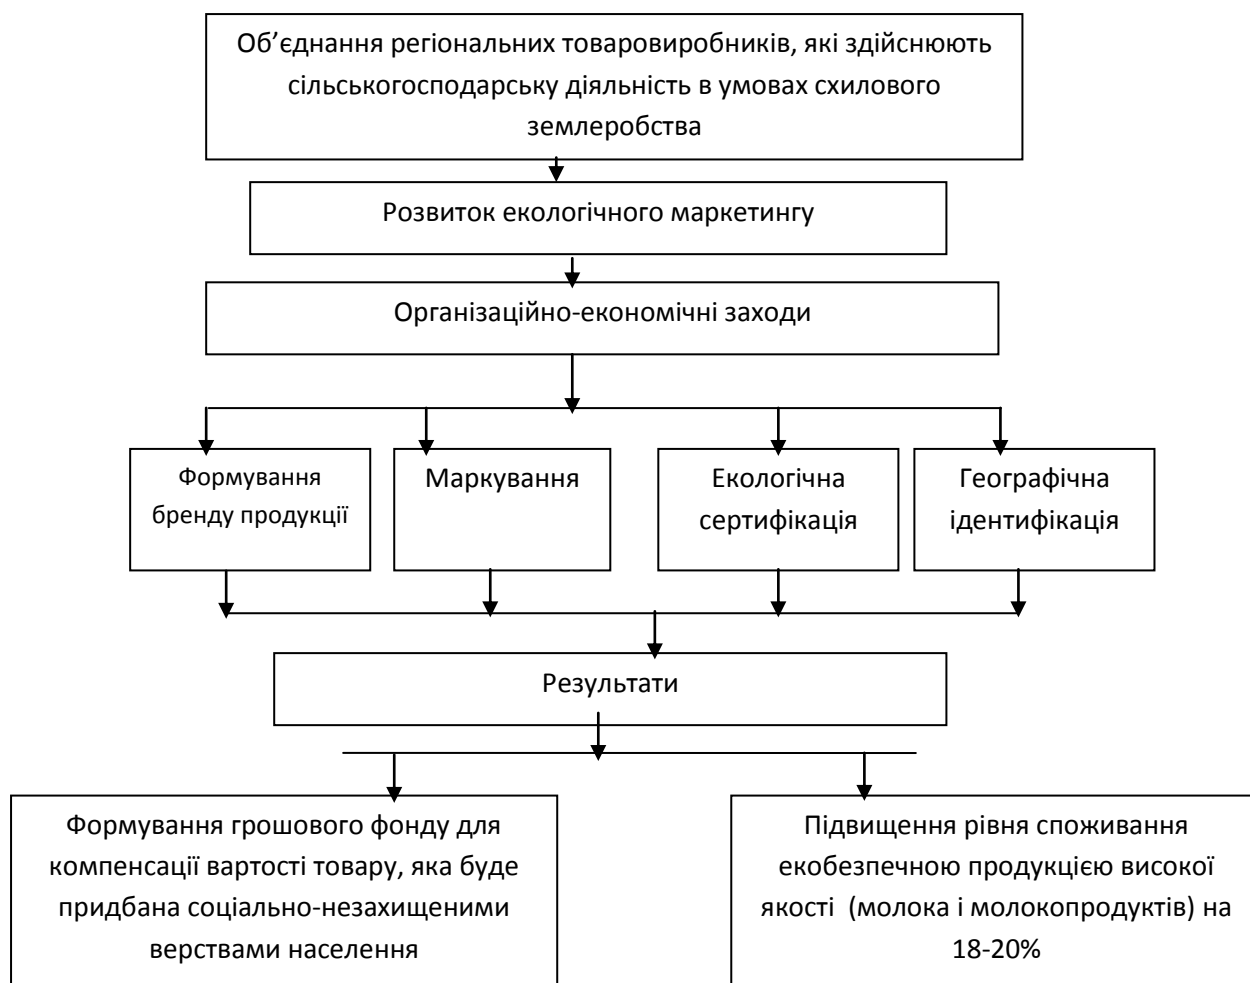 Об’єднання регіональних товаровиробників, які здійснюють
сільськогосподарську діяльність в умовах схилового
землеробства
Розвиток екологічного маркетингу
Організаційно-економічні заходи
Формування
бренду продукції
Маркування
Екологічна
сертифікація
Географічна
ідентифікація
Результати
Формування грошового фонду для
компенсації вартості товару, яка буде
придбана соціально-незахищеними
верствами населення
Підвищення рівня споживання
екобезпечною продукцією високої
якості  (молока і молокопродуктів) на
18-20%